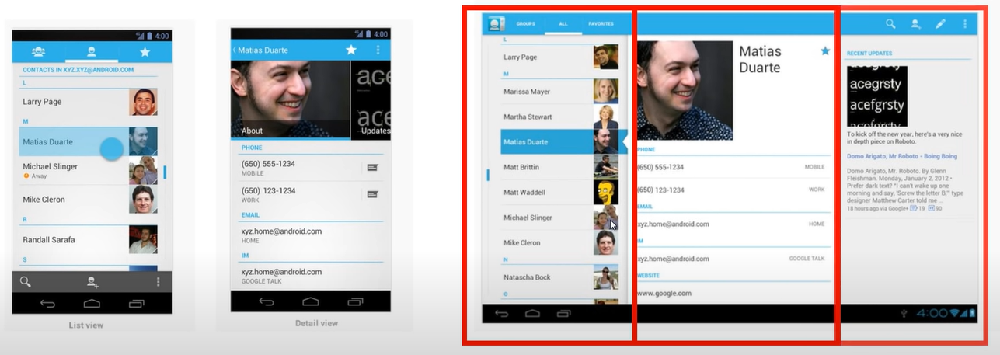 4:00
CONTACTS IN XYZ.XYZ@ANDROID.COM
L
Larry Page
M
Matias Duarte
Michael Slinger
Away
Mike Cleron
R
Randall Sarafa
S
List view
4:00
Matias Duarte
ace
ace
About
Updates
PHONE
(650) 555-1234
MOBILE
(650) 123-1234
WORK
EMAIL
xyz.home@android.com
HOME
IM
xyz.home@android.com
GOOGLE TALK
Detail view
GROUPS ALL FAVORITES
L
Larry Page
M
Marissa Mayer
Martha Stewart
Matias Duarte
Matt Brittin
Matt Waddell
Michael Slinger
Mike Cleron
N
Natascha Bock
O
Matias
Duarte
PHONE
(650) 555-1234 MOBILE
(650) 123-1234 WORK
EMAIL
xyz.home@android.com HOME
IM
xyz.home@android.com GOOGLE TALK
WEBSITE
www.google.com
RECENT UPDATES
acegrsty
acefgrsty
acefgrsty
To kick off the new year, here's a very nice
in depth piece on Roboto.
Domo Arigato, Mr Roboto - Boing Boing
Domo Arigato, Mr. Roboto. By Glenn
Fleishman. Monday, January 2, 2012 •
Prefer dark text? "I can't wake up one
morning and say, 'Screw the letter B,'" type
designer Matthew Carter told me ...
18 hours ago via Google+ 19 90
4:00